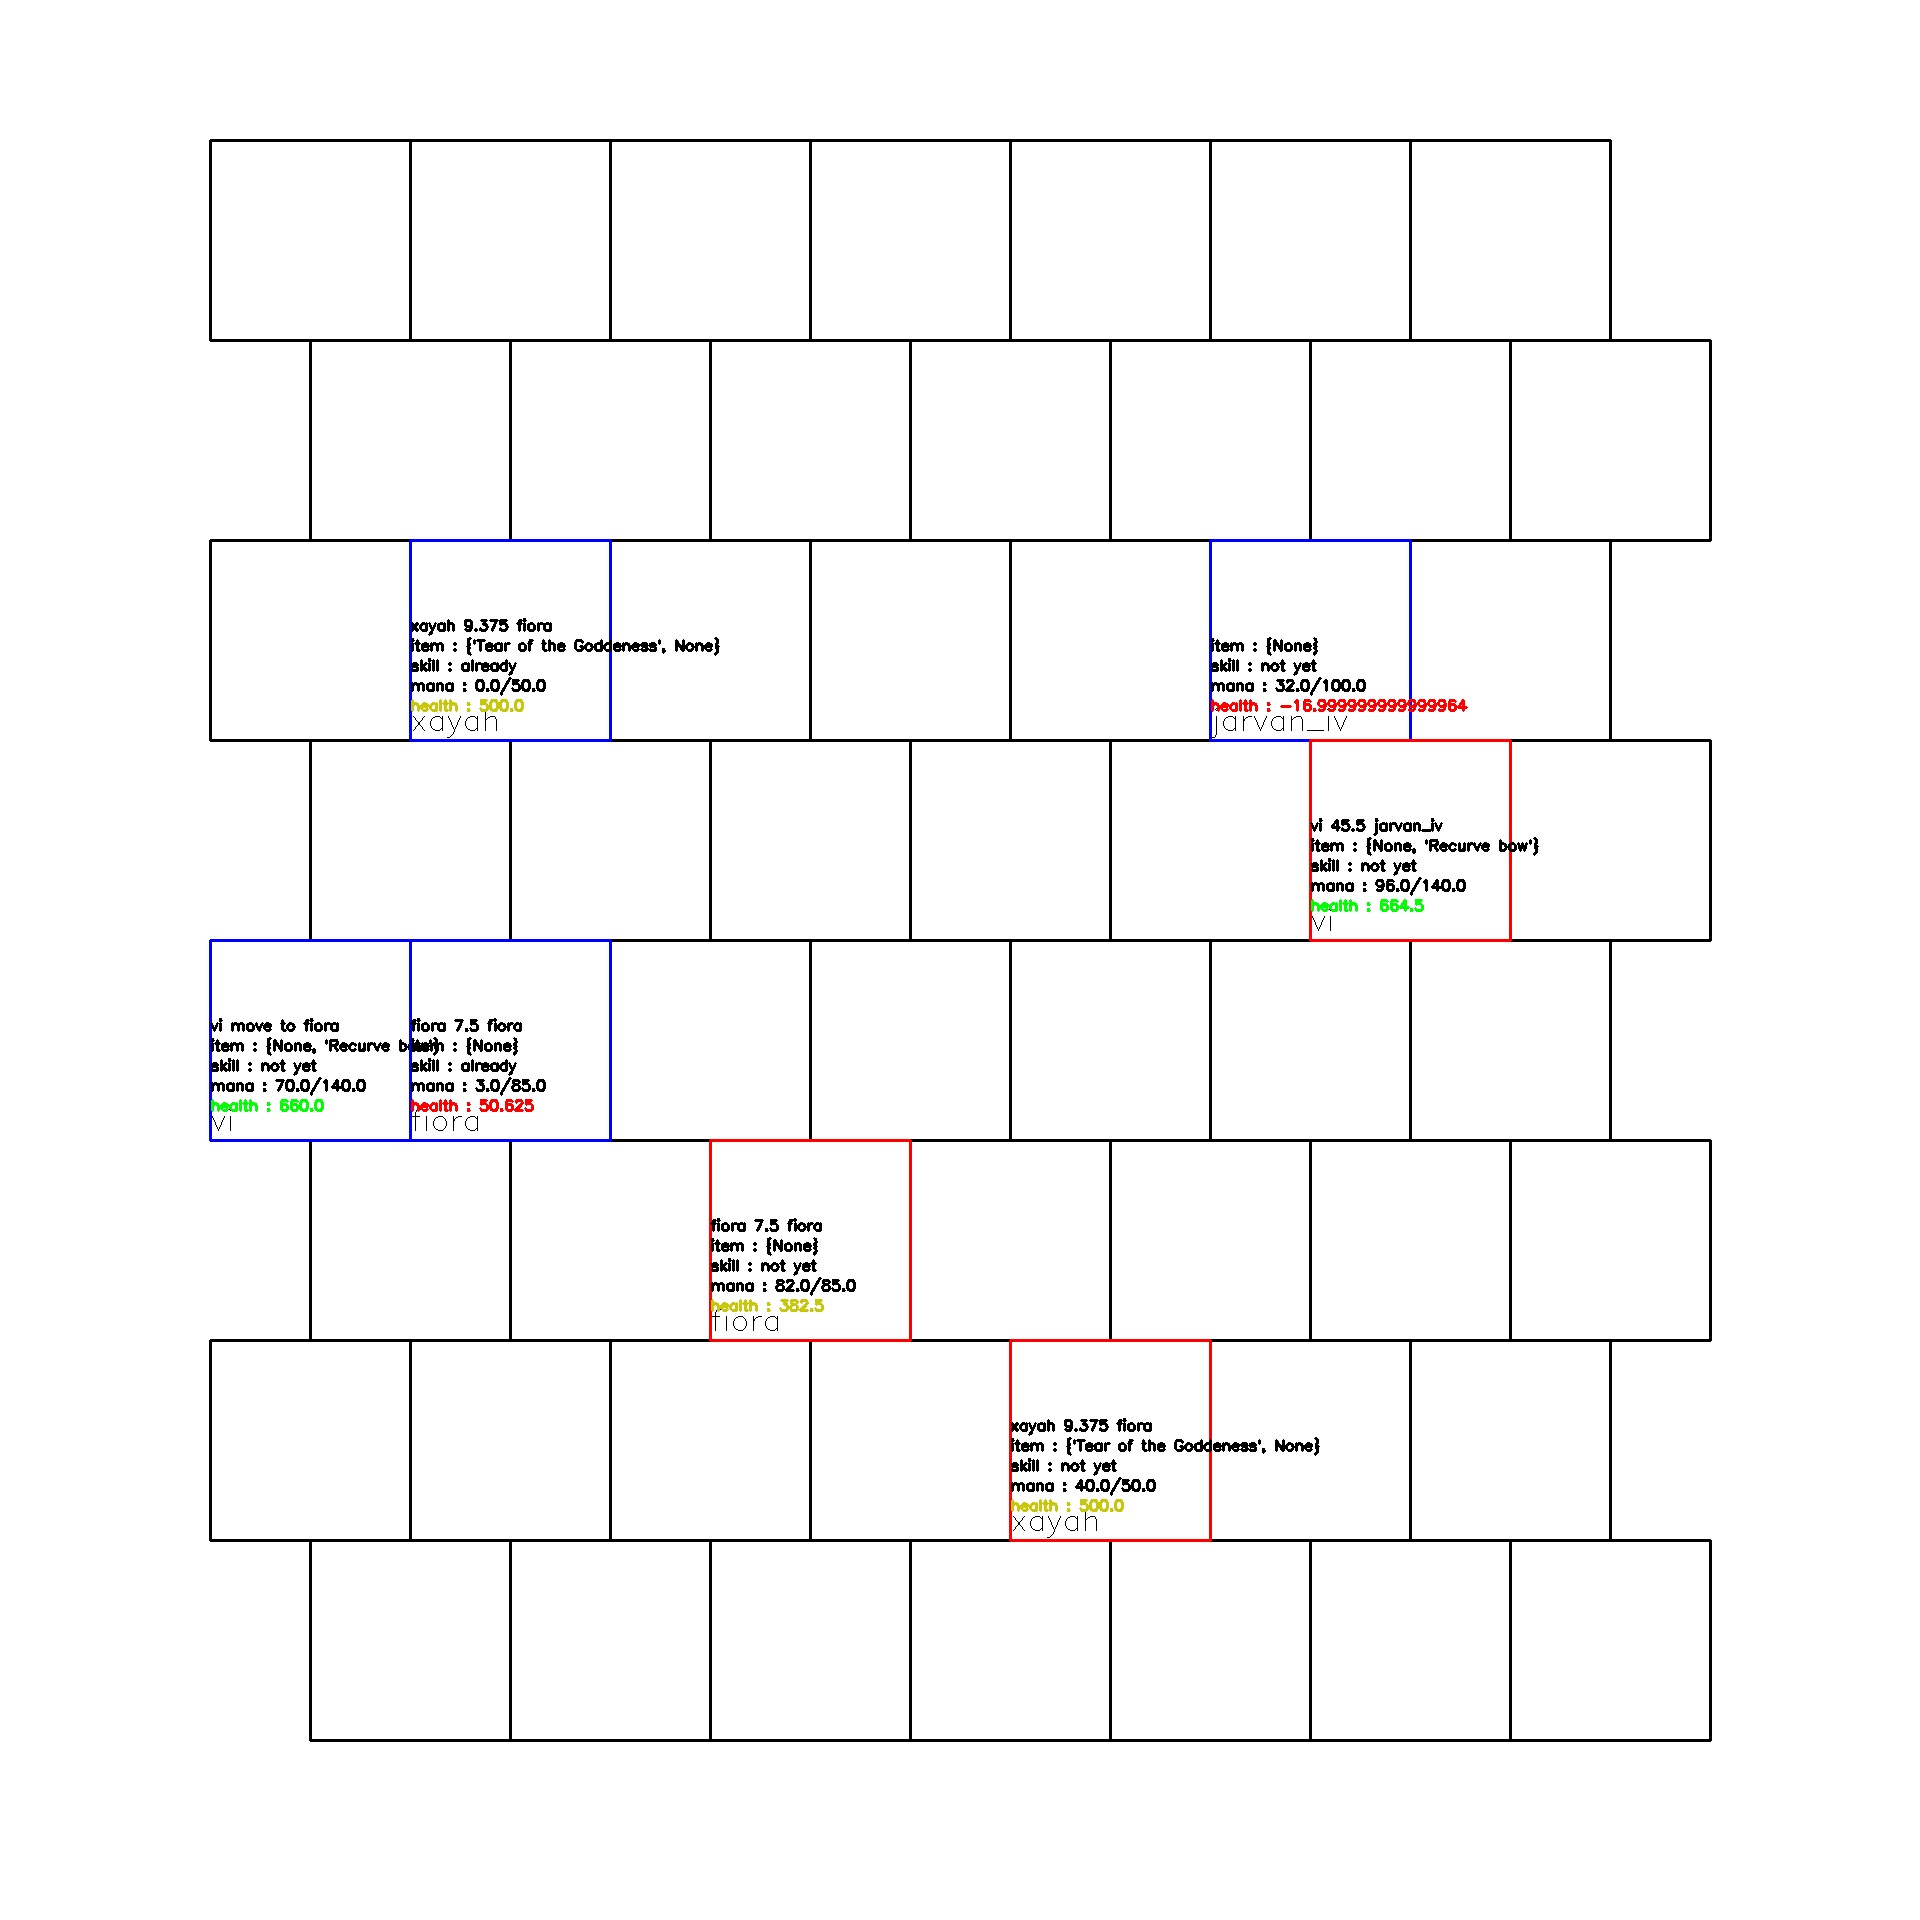 xayah 9.375 fiora
item : {'Tear of the Goddeness', None}
skill : already
mana : 0.0/50.0
health : 500.0
xayah
item : {None}
skill : not yet
mana : 32.0/100.0
health : -16.999999999999964
jarvan_iv
vi 45.5 jarvan_iv
item : {None, 'Recurve bow'}
skill : not yet
mana : 96.0/140.0
health : 664.5
vi
vi move to fiora
item : {None, 'Recurve bow'}
skill : not yet
mana : 70.0/140.0
health : 660.0
vi
fiora 7.5 fiora
item : {None}
skill : already
mana : 3.0/85.0
health : 50.625
fiora
fiora 7.5 fiora
item : {None}
skill : not yet
mana : 82.0/85.0
health : 382.5
fiora
xayah 9.375 fiora
item : {'Tear of the Goddeness', None}
skill : not yet
mana : 40.0/50.0
health : 500.0
xayah